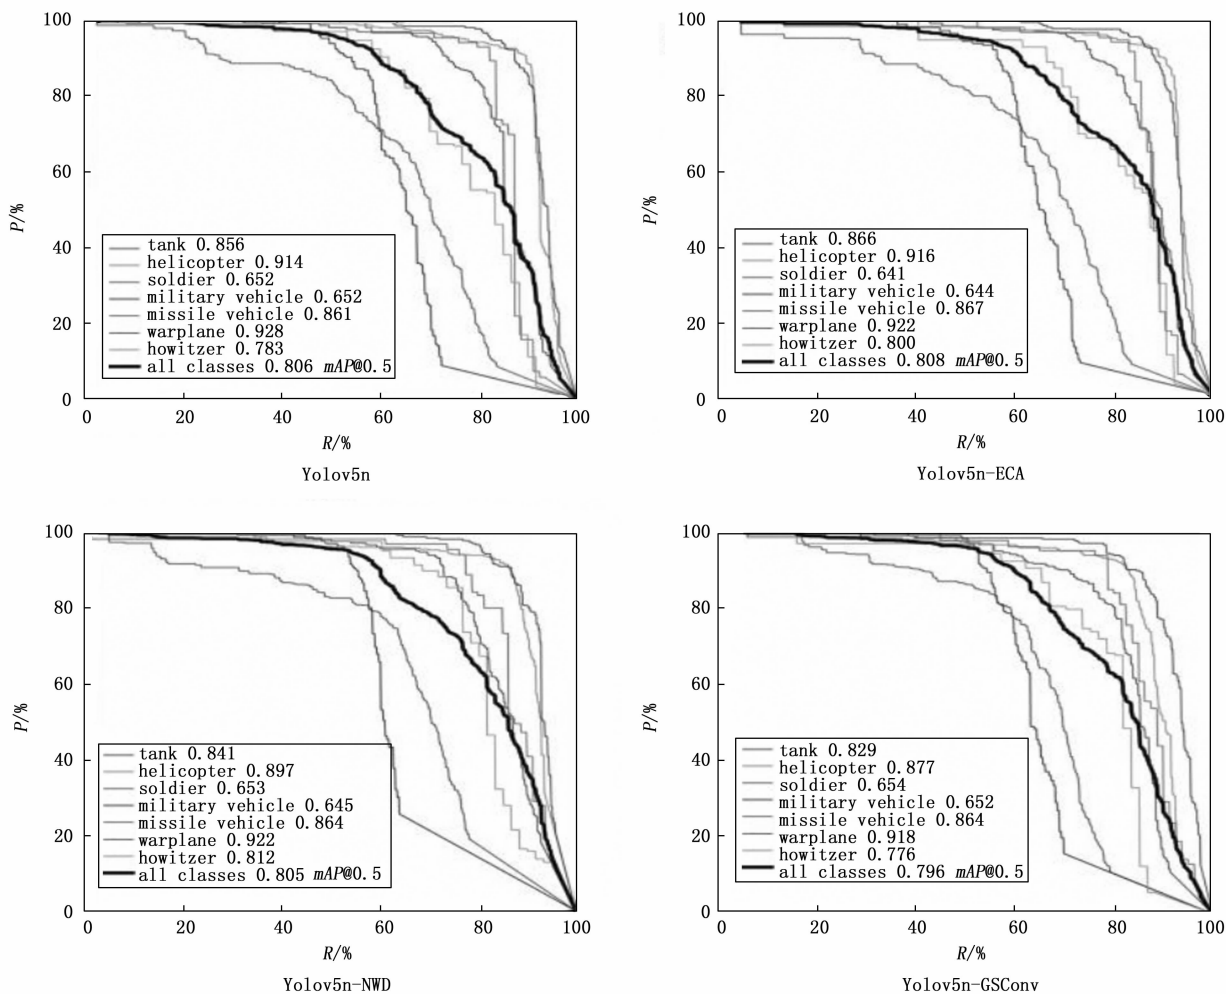 100
80
60
40
20
0
P/%
tank 0.856
helicopter 0.914
soldier 0.652
military vehicle 0.652
missile vehicle 0.861
warplane 0.928
howitzer 0.783
all classes 0.806 mAP@0.5
0 20 40 60 80 100
R/%
Yolov5n
100
80
60
40
20
0
P/%
tank 0.866
helicopter 0.916
soldier 0.641
military vehicle 0.644
missile vehicle 0.867
warplane 0.922
howitzer 0.800
all classes 0.808 mAP@0.5
0 20 40 60 80 100
R/%
Yolov5n-ECA
100
80
60
40
20
0
P/%
tank 0.841
helicopter 0.897
soldier 0.653
military vehicle 0.645
missile vehicle 0.864
warplane 0.922
howitzer 0.812
all classes 0.805 mAP@0.5
0 20 40 60 80 100
R/%
Yolov5n-NWD
100
80
60
40
20
0
P/%
tank 0.829
helicopter 0.877
soldier 0.654
military vehicle 0.652
missile vehicle 0.864
warplane 0.918
howitzer 0.776
all classes 0.796 mAP@0.5
0 20 40 60 80 100
R/%
Yolov5n-GSConv